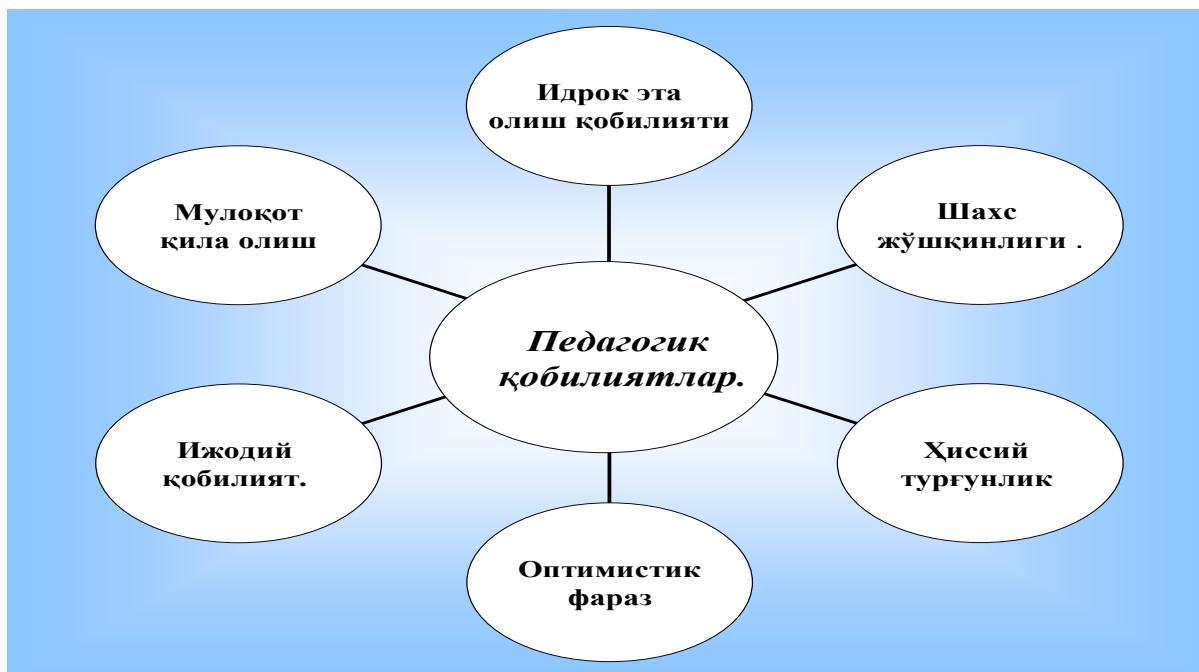 Идрок эта
олиш қобилияти
Мулоқот
қила олиш
Шахс
жўшқинлиги .
Педагогик
қобилиятлар.
Ижодий
қобилият.
Ҳиссий
турғунлик
Оптимистик
фараз